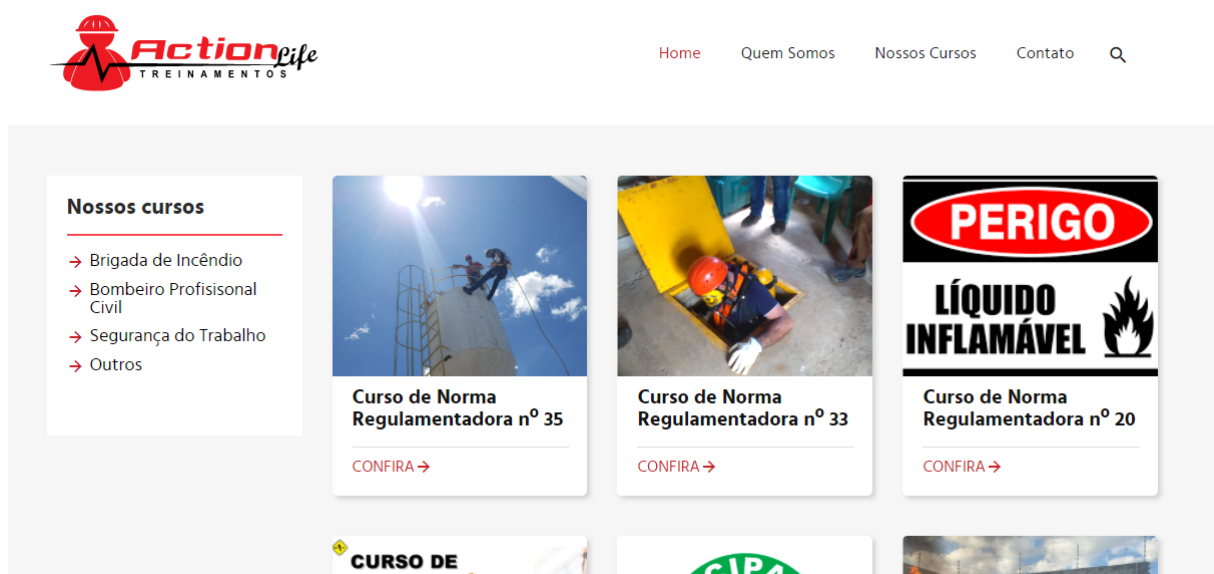 Action Life
TREINAMENTOS
Home
Quem Somos
Nossos Cursos
Contato
Nossos cursos
Brigada de Incêndio
Bombeiro Profisisonal
Civil
Segurança do Trabalho
Outros
PERIGO
LÍQUIDO
INFLAMÁVEL
Curso de Norma
Regulamentadora nº 35
CONFIRA
Curso de Norma
Regulamentadora nº 33
CONFIRA
Curso de Norma
Regulamentadora nº 20
CONFIRA
CURSO DE
CIPA